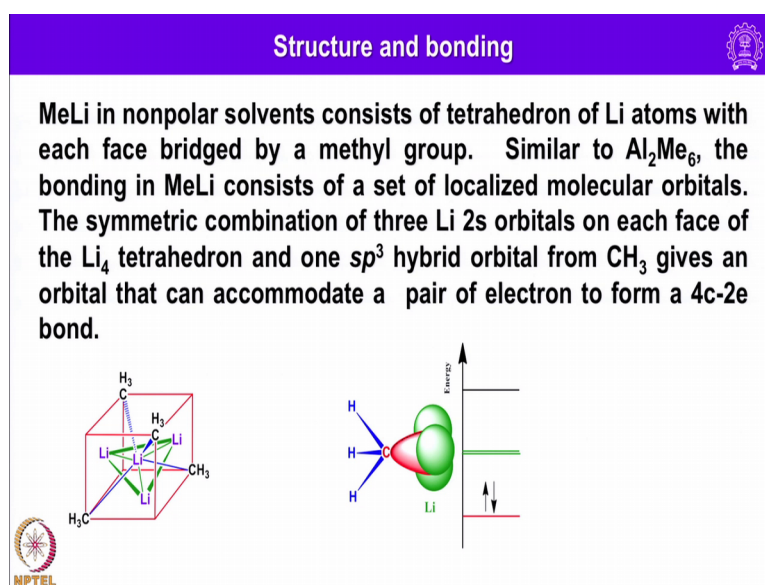 Structure and bonding
MeLi in nonpolar solvents consists of tetrahedron of Li atoms with
each face bridged by a methyl group. Similar to Al₂Me₆, the
bonding in MeLi consists of a set of localized molecular orbitals.
The symmetric combination of three Li 2s orbitals on each face of
the Li₄ tetrahedron and one sp³ hybrid orbital from CH₃ gives an
orbital that can accommodate a pair of electron to form a 4c-2e
bond.
H₃
C
H₃
C
Li
Li
Li
CH₃
Li
H₃C
H
H
C
H
Li
Energy
NPTEL